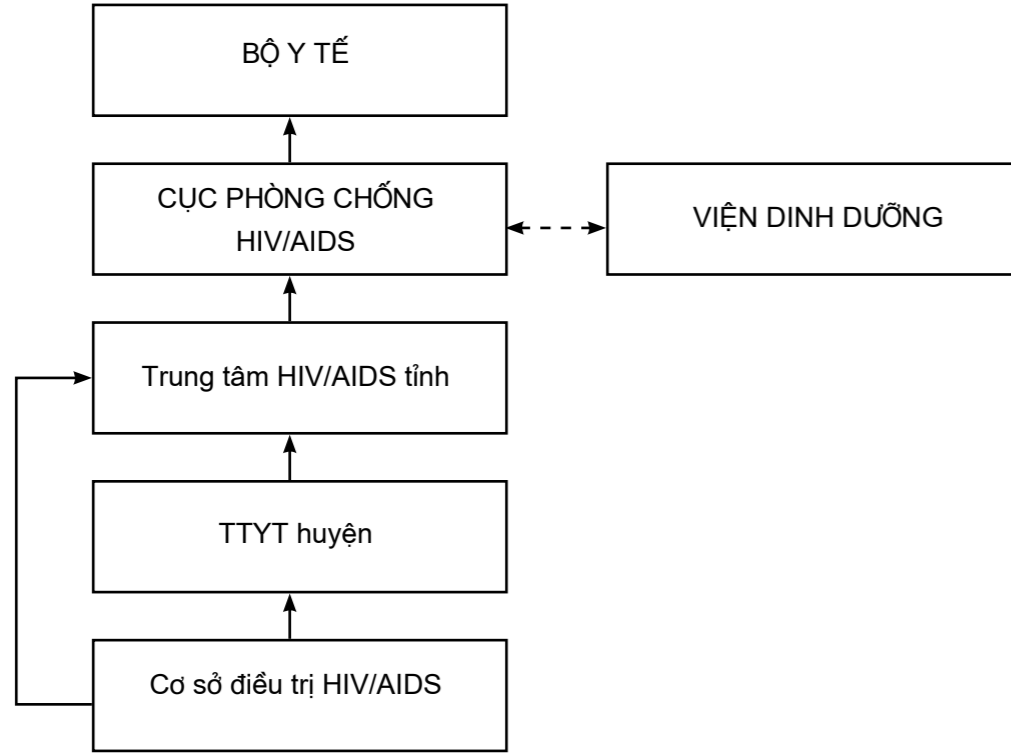 BỘ Y TẾ
CỤC PHÒNG CHỐNG
HIV/AIDS
VIỆN DINH DƯỠNG
Trung tâm HIV/AIDS tỉnh
TTYT huyện
Cơ sở điều trị HIV/AIDS